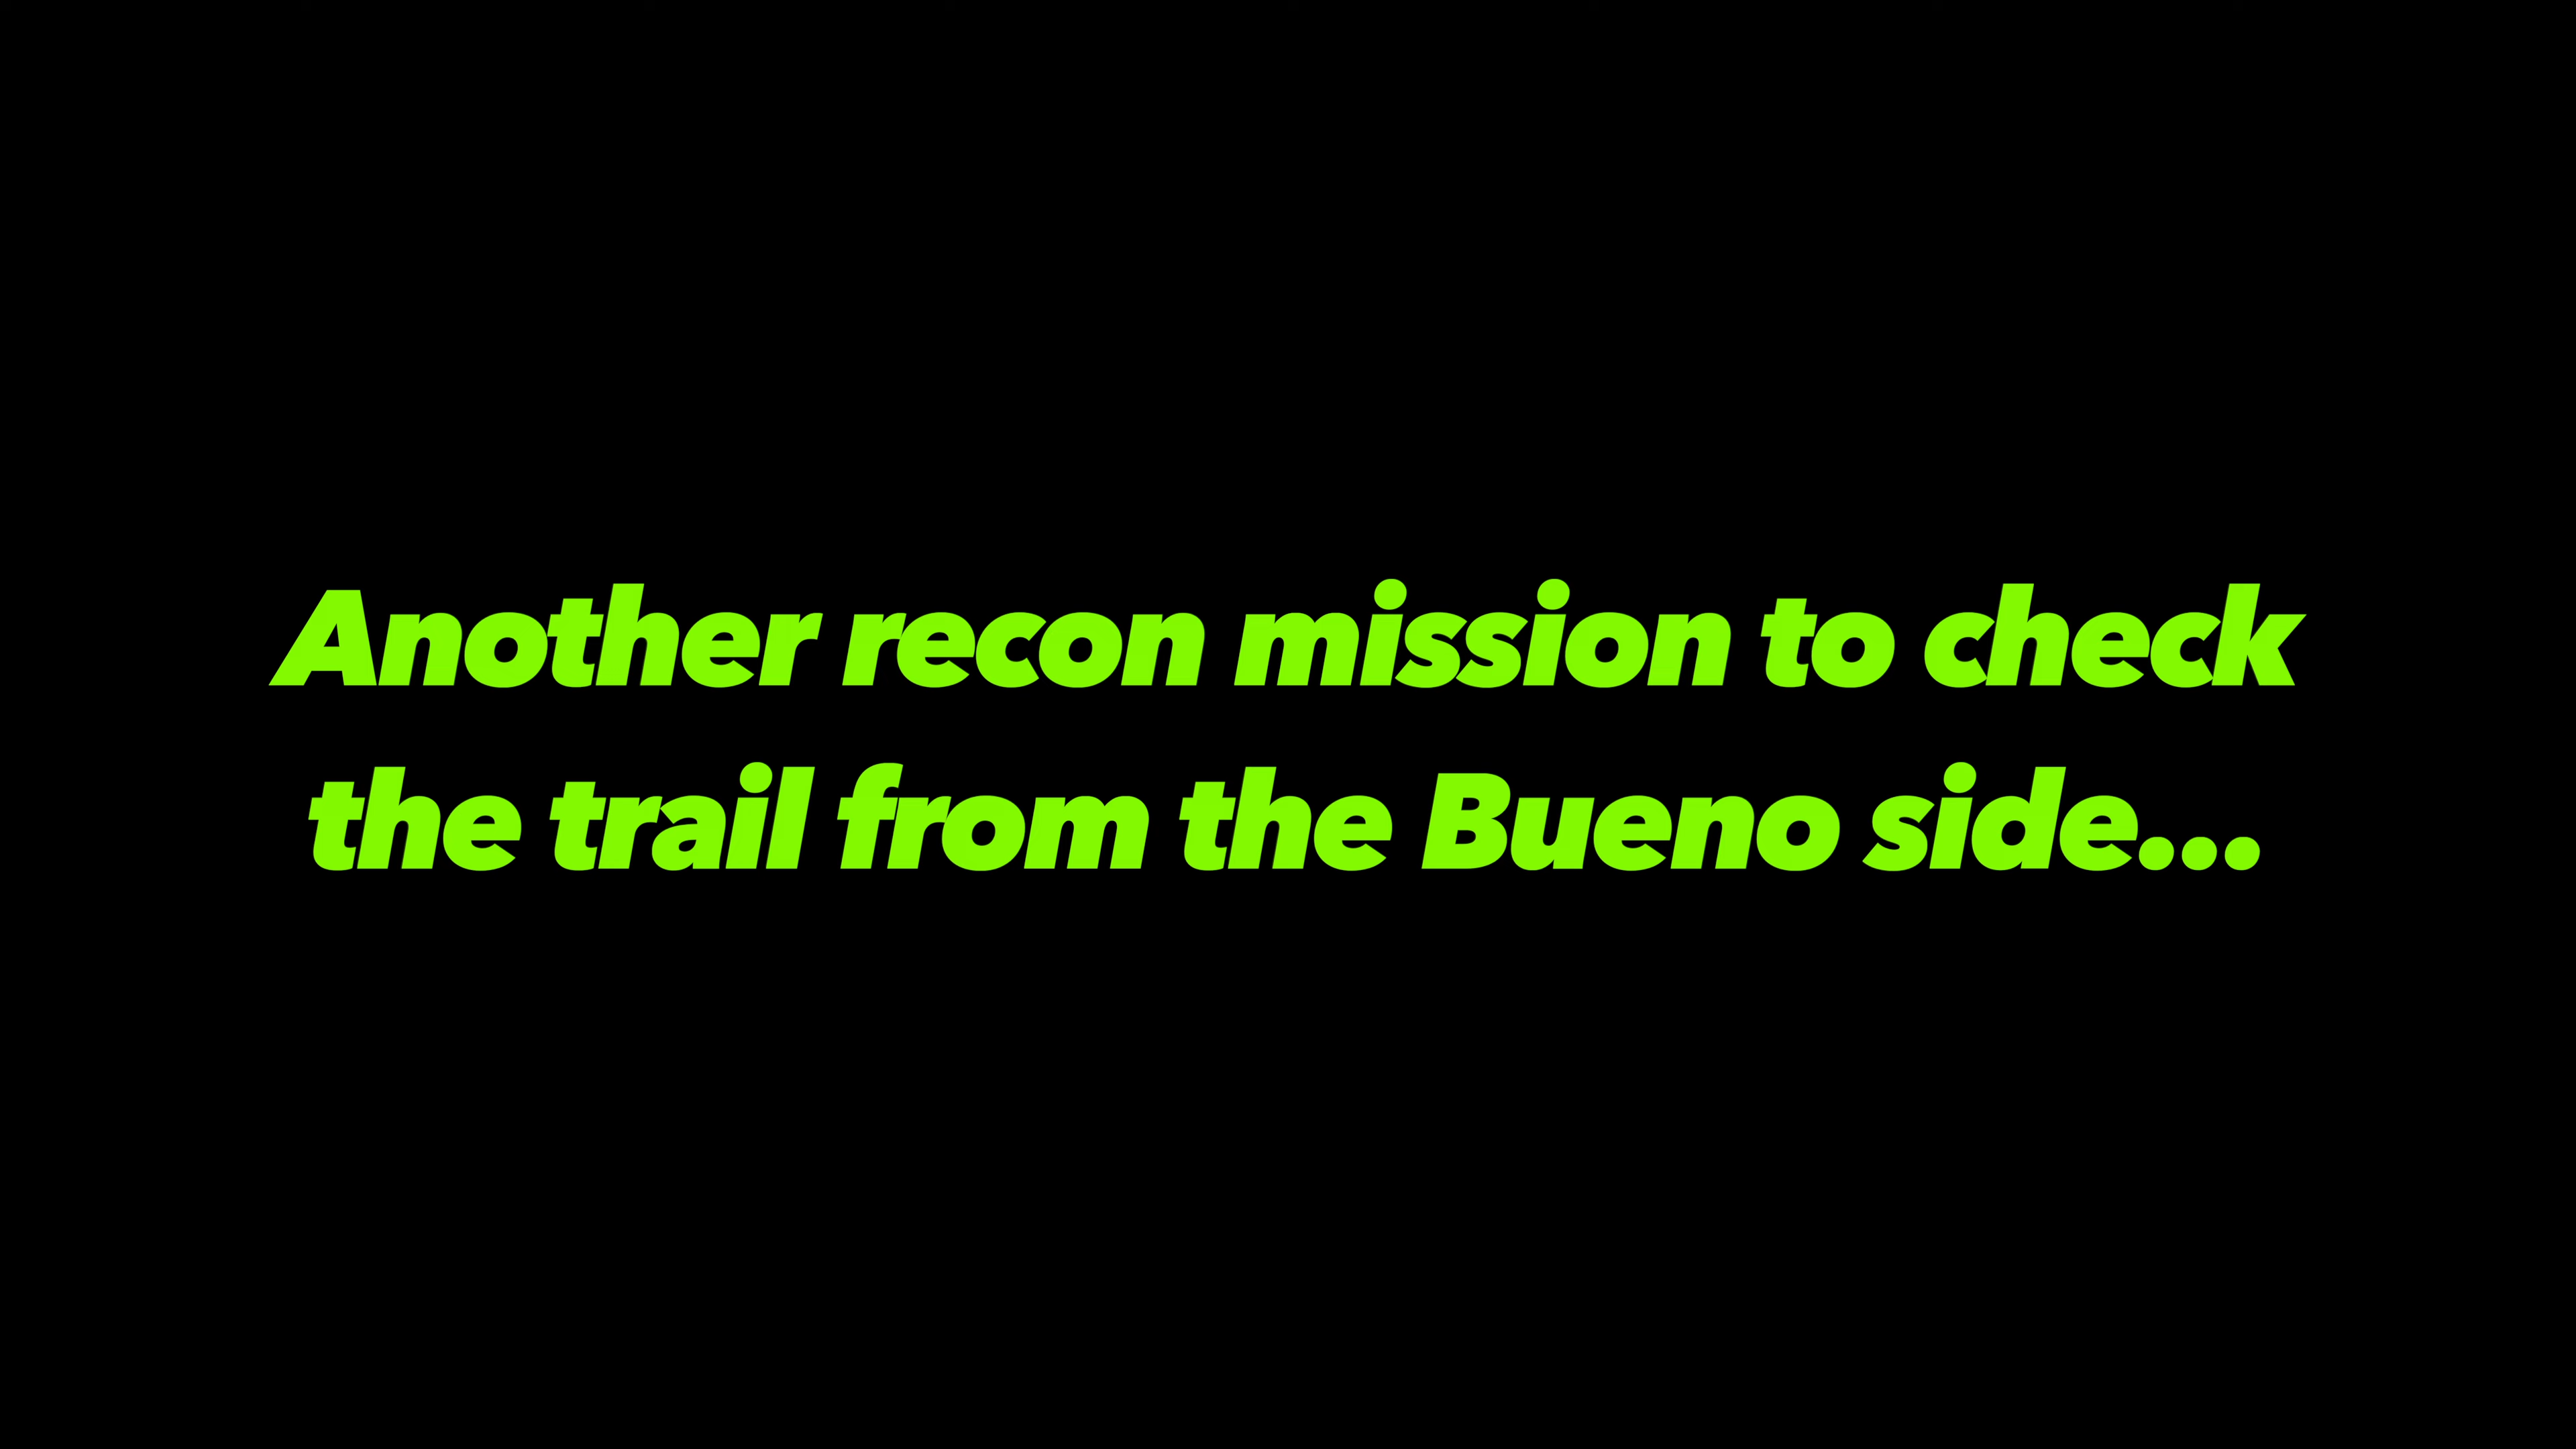 Another recon mission to check
the trail from the Bueno side...